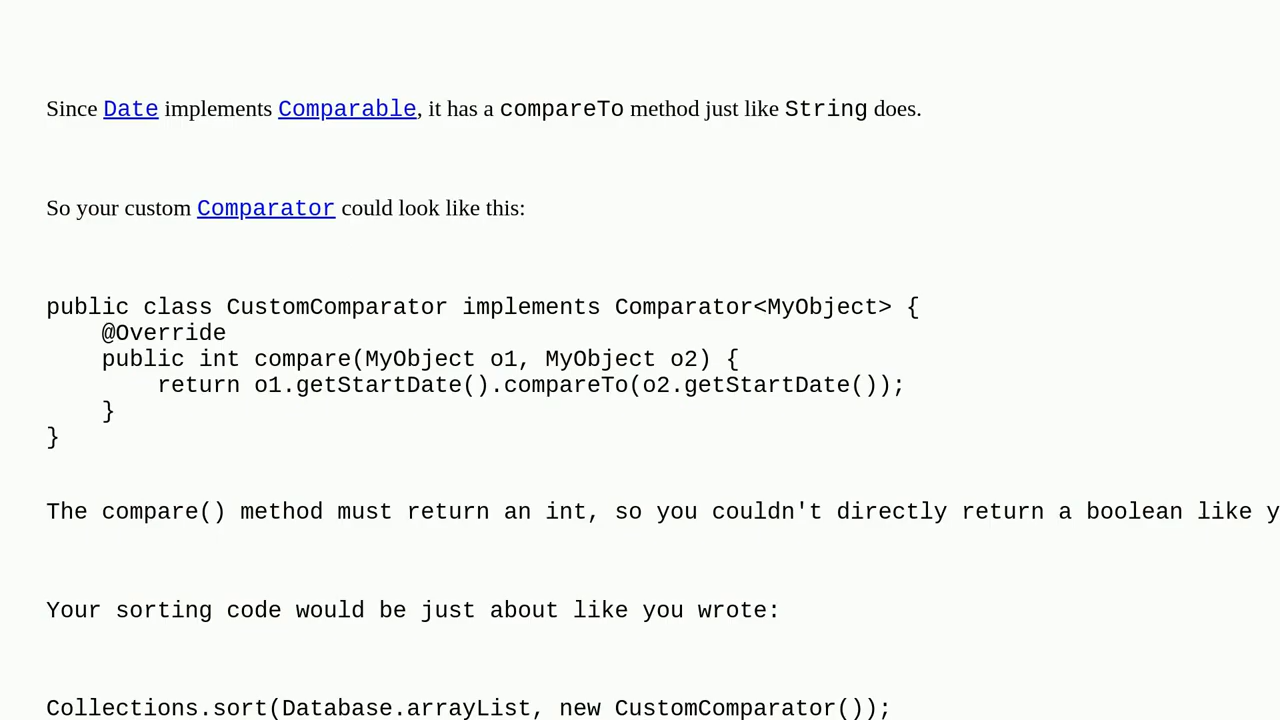 Since Date implements Comparable, it has a compareTo method just like String does.
So your custom Comparator could look like this:
public class CustomComparator implements Comparator<MyObject> {
    @Override
    public int compare(MyObject o1, MyObject o2) {
        return o1.getStartDate().compareTo(o2.getStartDate());
    }
}
The compare() method must return an int, so you couldn't directly return a boolean like y
Your sorting code would be just about like you wrote:
Collections.sort(Database.arrayList, new CustomComparator());